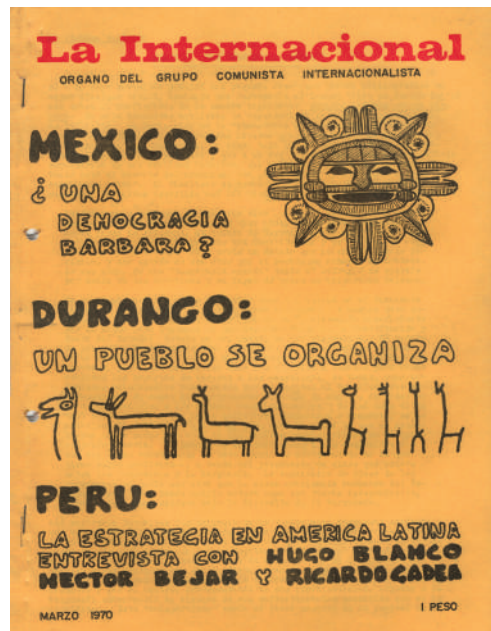 La Internacional
ORGANO DEL GRUPO COMUNISTA INTERNACIONALISTA
MEXICO:
¿ UNA
DEMOCRACIA
BARBARA?
DURANGO:
UN PUEBLO SE ORGANIZA
PERU:
LA ESTRATEGIA EN AMERICA LATINA
ENTREVISTA CON HUGO BLANCO
HECTOR BEJAR Y RICARDO GADEA
MARZO 1970
1 PESO